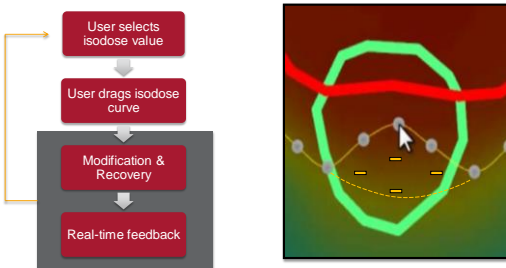 User selects
isodose value
User drags isodose
curve
Modification &
Recovery
Real-time feedback